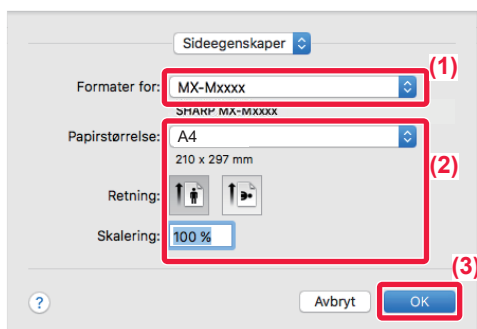 Sideegenskaper
(1)
Formater for: MX-Mxxxx
SHARP MX-Mxxxx
Papirstørrelse: A4
210 x 297 mm
(2)
Retning:
Skalering: 100 %
(3)
? Avbryt OK